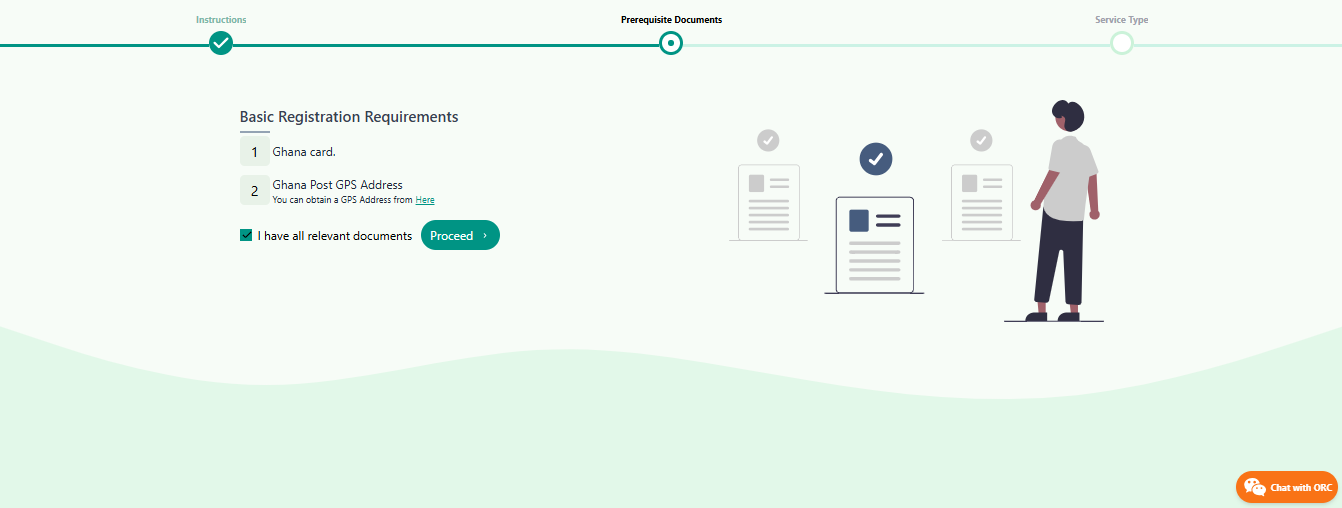 Instructions
Prerequisite Documents
Service Type
Basic Registration Requirements
1 Ghana card.
2 Ghana Post GPS Address
You can obtain a GPS Address from Here
I have all relevant documents
Proceed ›
Chat with ORC